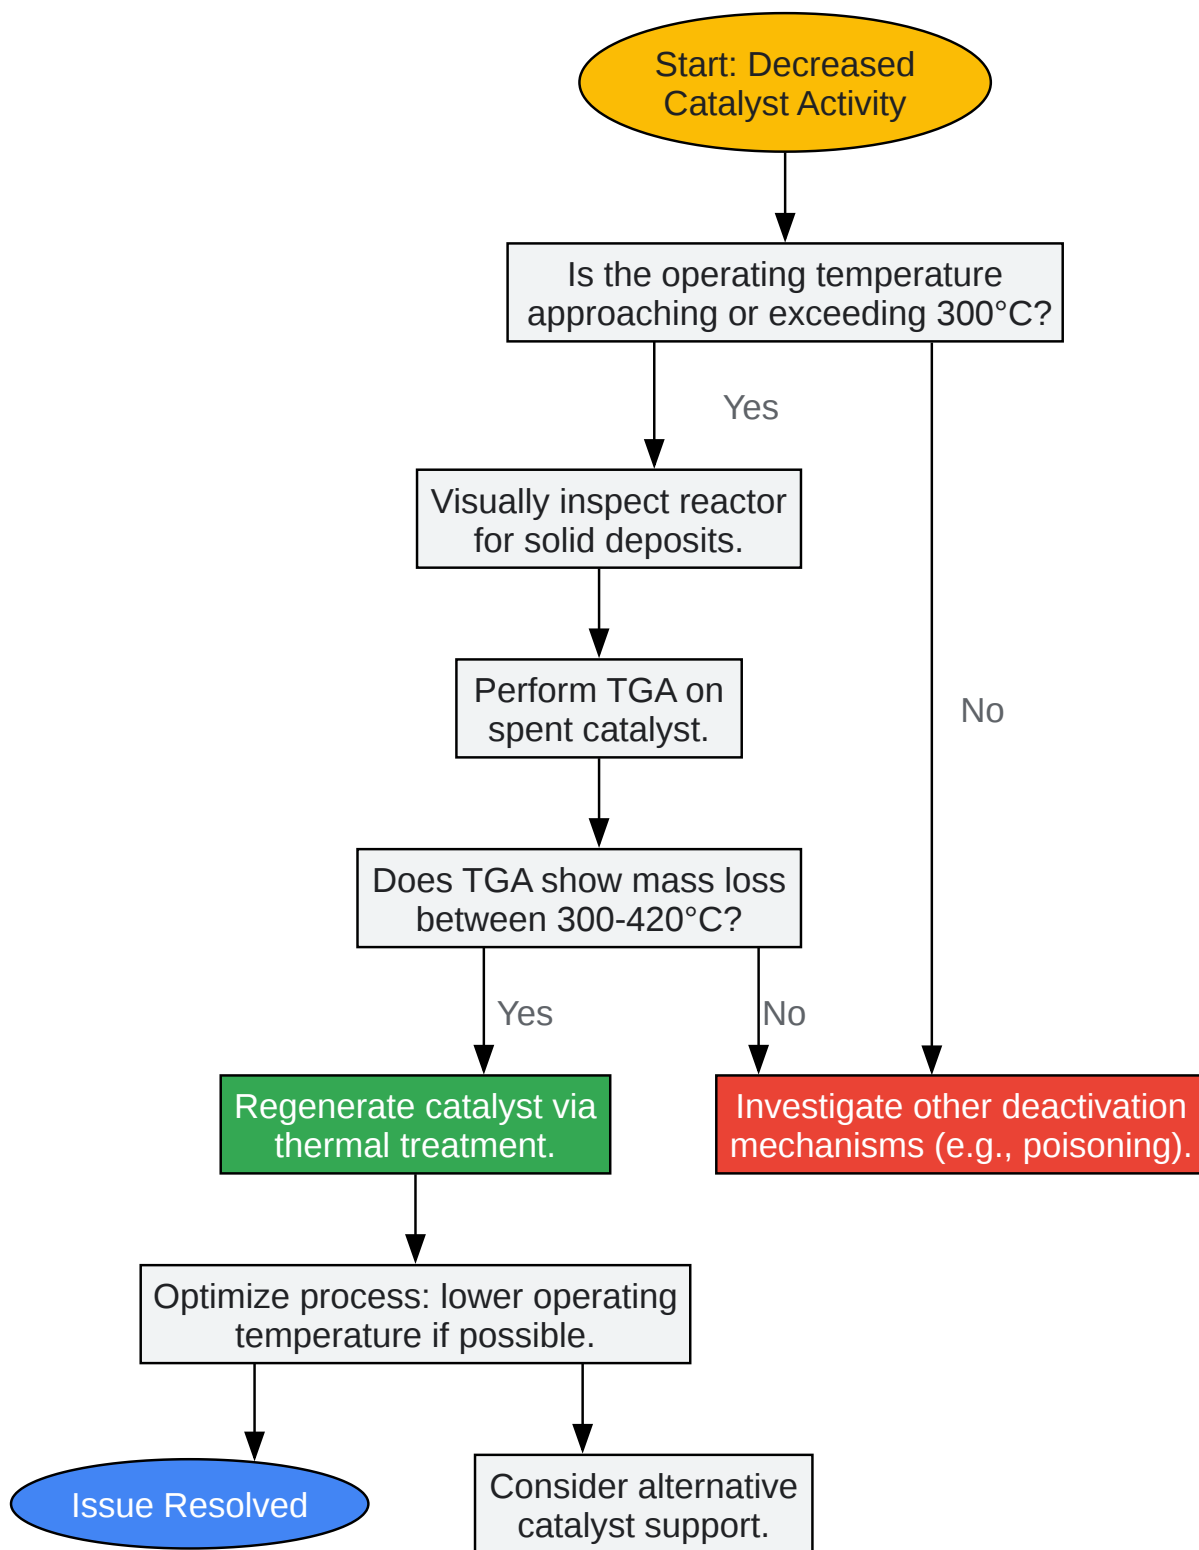 Start: Decreased
Catalyst Activity
Is the operating temperature
approaching or exceeding 300°C?
Yes
Visually inspect reactor
for solid deposits.
Perform TGA on
spent catalyst.
No
Does TGA show mass loss
between 300-420°C?
Yes
No
Regenerate catalyst via
thermal treatment.
Investigate other deactivation
mechanisms (e.g., poisoning).
Optimize process: lower operating
temperature if possible.
Issue Resolved
Consider alternative
catalyst support.